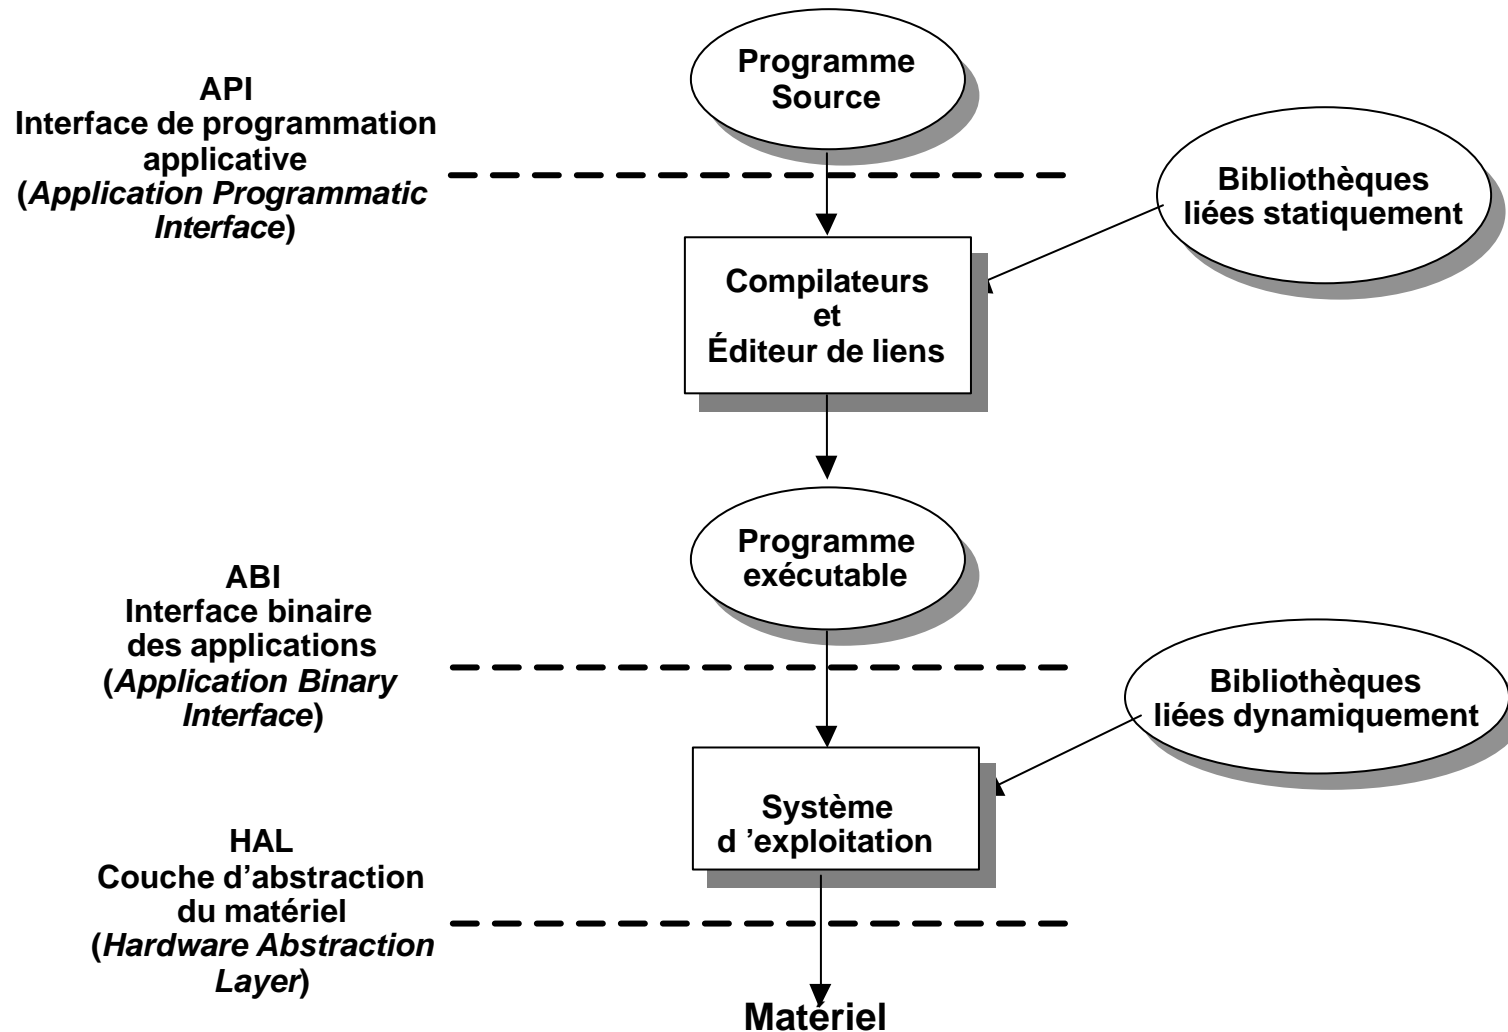 Programme
Source
API
Interface de programmation
applicative
(Application Programmatic
Interface)
Bibliothèques
liées statiquement
Compilateurs
et
Éditeur de liens
Programme
exécutable
ABI
Interface binaire
des applications
(Application Binary
Interface)
Bibliothèques
liées dynamiquement
Système
d ’exploitation
HAL
Couche d’abstraction
du matériel
(Hardware Abstraction
Layer)
Matériel